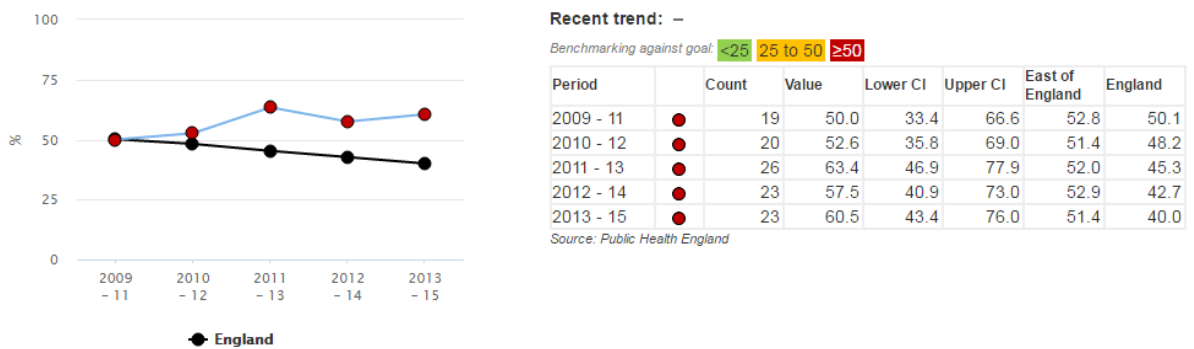 100
75
50
25
0
%
2009 2010 2011 2012 2013
– 11 – 12 – 13 – 14 – 15
England
Recent trend: –
Benchmarking against goal: <25 25 to 50 ≥50
Period Count Value Lower CI Upper CI East of England England
2009 - 11 19 50.0 33.4 66.6 52.8 50.1
2010 - 12 20 52.6 35.8 69.0 51.4 48.2
2011 - 13 26 63.4 46.9 77.9 52.0 45.3
2012 - 14 23 57.5 40.9 73.0 52.9 42.7
2013 - 15 23 60.5 43.4 76.0 51.4 40.0
Source: Public Health England